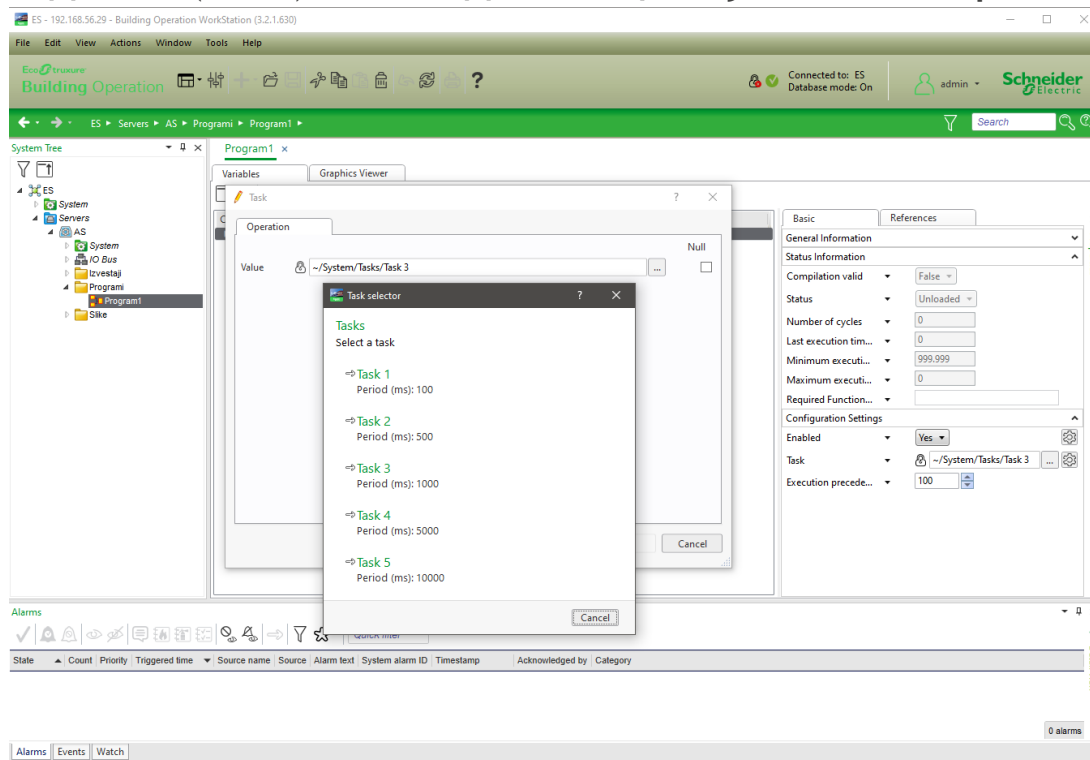 ES - 192.168.56.29 - Building Operation WorkStation (3.2.1.630)
File Edit View Actions Window Tools Help
EcoStruxure
Building Operation
Connected to: ES
Database mode: On
admin
Schneider
Electric
ES Servers AS Programi Program1
Search
System Tree
Program1
Variables Graphics Viewer
ES
System
Servers
AS
System
IO Bus
Izvestaji
Programi
Program1
Slike
Task
Operation
Null
Value ~/System/Tasks/Task 3 ...
Task selector
Tasks
Select a task
Task 1
Period (ms): 100
Task 2
Period (ms): 500
Task 3
Period (ms): 1000
Task 4
Period (ms): 5000
Task 5
Period (ms): 10000
Cancel
Cancel
Basic References
General Information
Status Information
Compilation valid False
Status Unloaded
Number of cycles 0
Last execution tim... 0
Minimum executi... 999.999
Maximum executi... 0
Required Function...
Configuration Settings
Enabled Yes
Task ~/System/Tasks/Task 3 ...
Execution precede... 100
Alarms
Quick filter
State Count Priority Triggered time Source name Source Alarm text System alarm ID Timestamp Acknowledged by Category
0 alarms
Alarms Events Watch